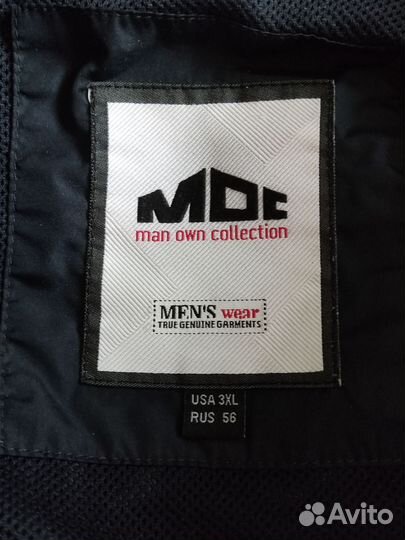 MOC
man own collection
MEN'S wear
TRUE GENUINE GARMENTS
USA 3XL
RUS 56
Avito